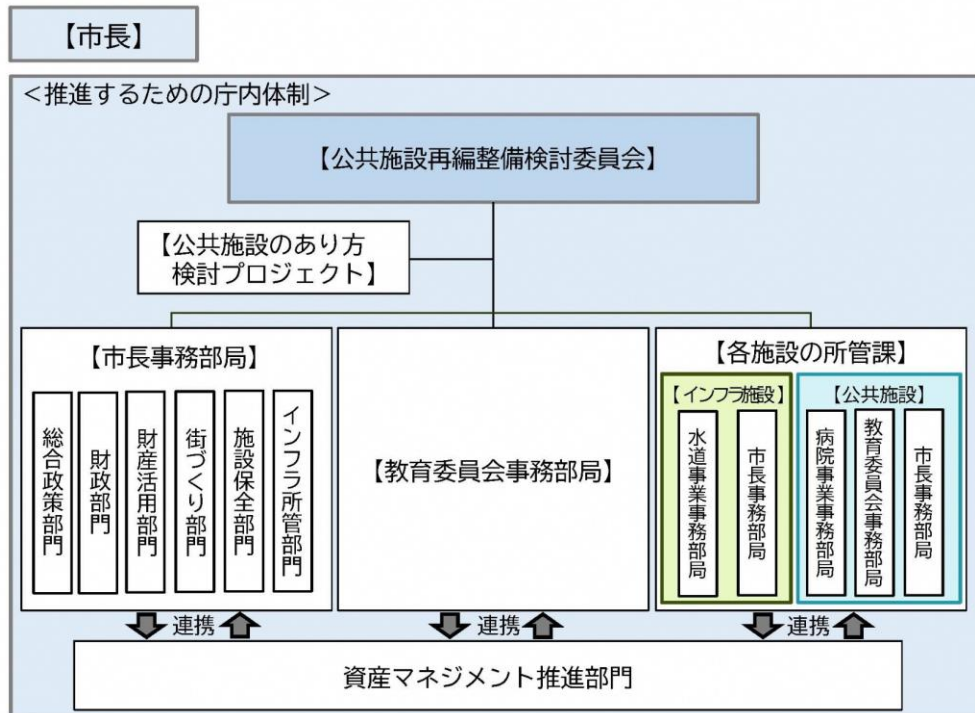 【市長】
<推進するための庁内体制>
【公共施設再編整備検討委員会】
【公共施設のあり方
検討プロジェクト】
【市長事務部局】
総合政策部門
財政部門
財産活用部門
街づくり部門
施設保全部門
インフラ所管部門
【教育委員会事務部局】
【各施設の所管課】
【インフラ施設】
水道事業事務部局
市長事務部局
【公共施設】
病院事業事務部局
教育委員会事務部局
市長事務部局
連携
連携
連携
資産マネジメント推進部門